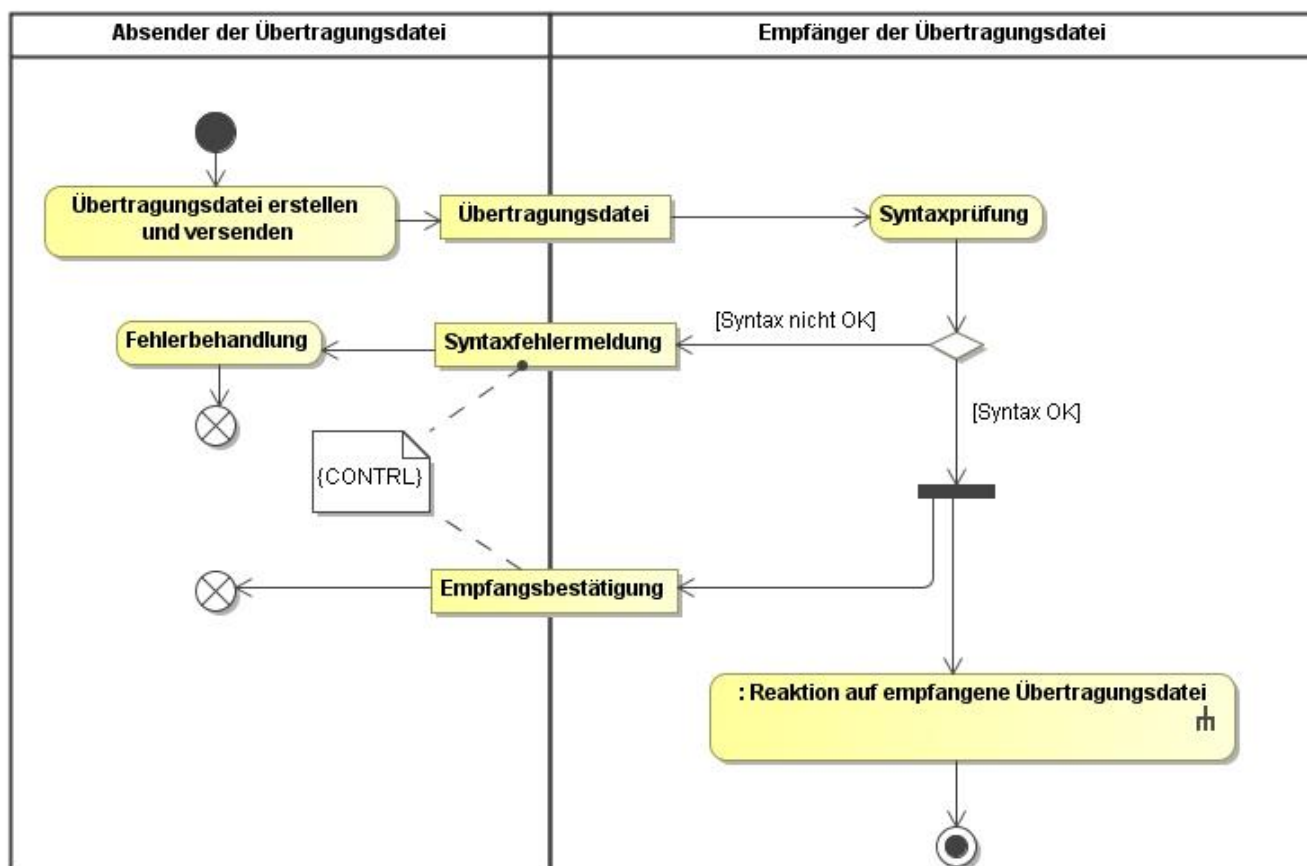 Absender der Übertragungsdatei
Empfänger der Übertragungsdatei
Übertragungsdatei erstellen
und versenden
Übertragungsdatei
Syntaxprüfung
[Syntax nicht OK]
Fehlerbehandlung
Syntaxfehlermeldung
[Syntax OK]
{CONTRL}
Empfangsbestätigung
: Reaktion auf empfangene Übertragungsdatei